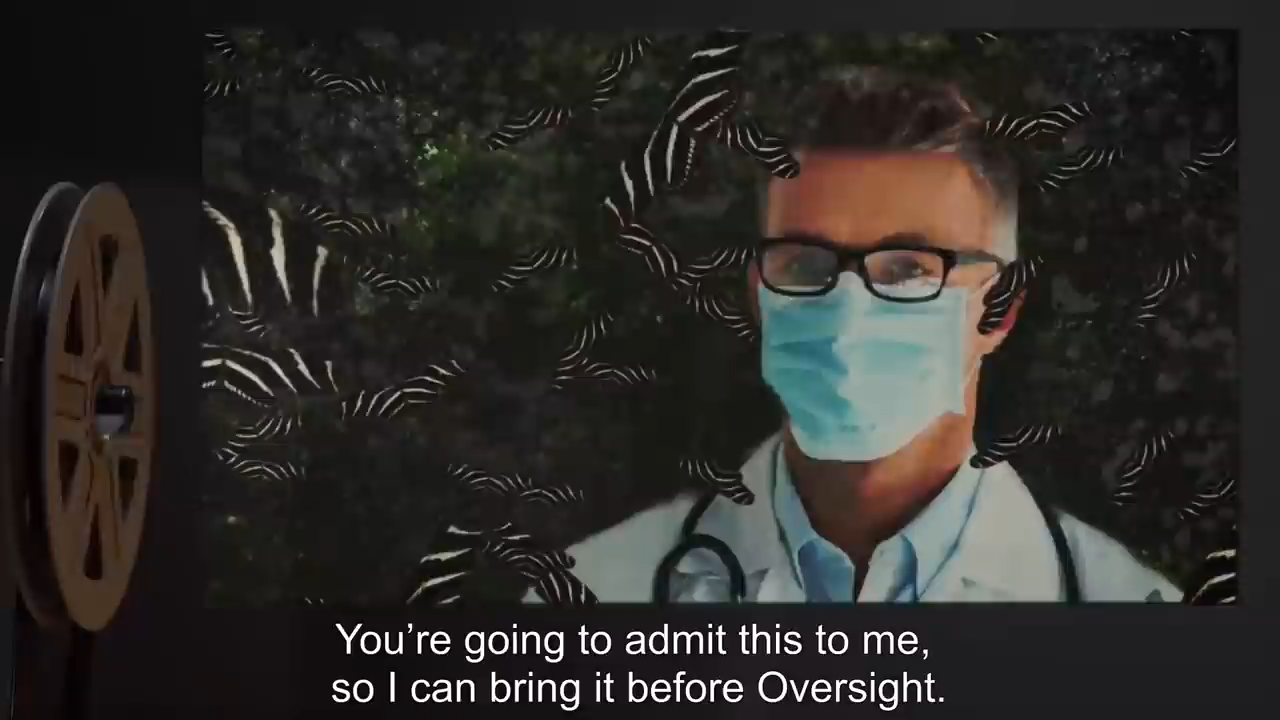 You’re going to admit this to me,
so I can bring it before Oversight.